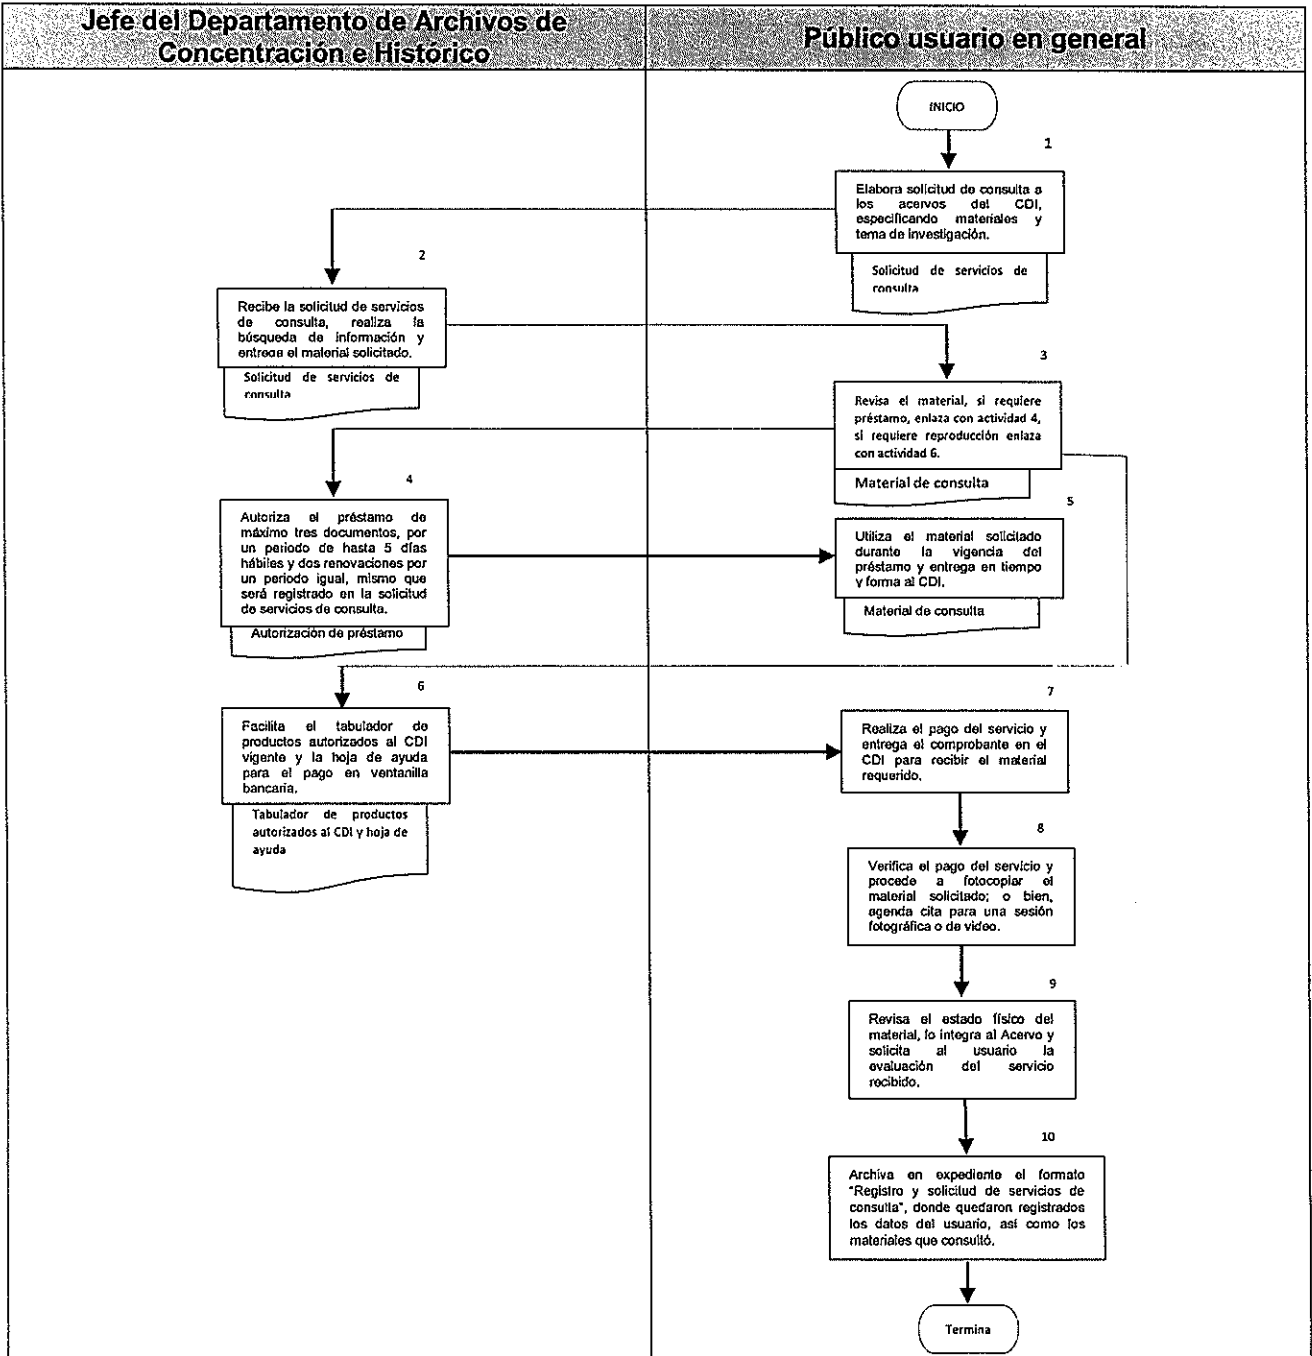 Jefe del Departamento de Archivos de
Concentración e Histórico
Público usuario en general
INICIO
1
Elabora solicitud de consulta a
los acervos del CDI,
especificando materiales y
tema de investigación.
Solicitud de servicios de
consulta
2
Recibe la solicitud de servicios
de consulta, realiza la
búsqueda de información y
entrega el material solicitado.
Solicitud de servicios de
consulta
3
Revisa el material, si requiere
préstamo, enlaza con actividad 4,
si requiere reproducción enlaza
con actividad 6.
Material de consulta
4
Autoriza el préstamo de
máximo tres documentos, por
un periodo de hasta 5 días
hábiles y dos renovaciones por
un periodo igual, mismo que
será registrado en la solicitud
de servicios de consulta.
Autorización de préstamo
5
Utiliza el material solicitado
durante la vigencia del
préstamo y entrega en tiempo
y forma al CDI.
Material de consulta
6
Facilita el tabulador de
productos autorizados al CDI
vigente y la hoja de ayuda
para el pago en ventanilla
bancaria.
Tabulador de productos
autorizados al CDI y hoja de
ayuda
7
Realiza el pago del servicio y
entrega el comprobante en el
CDI para recibir el material
requerido.
8
Verifica el pago del servicio y
procede a fotocopiar el
material solicitado; o bien,
agenda cita para una sesión
fotográfica o de video.
9
Revisa el estado físico del
material, lo integra al Acervo y
solicita al usuario la
evaluación del servicio
recibido.
10
Archiva en expediente el formato
"Registro y solicitud de servicios de
consulta", donde quedaron registrados
los datos del usuario, así como los
materiales que consultó.
Termina